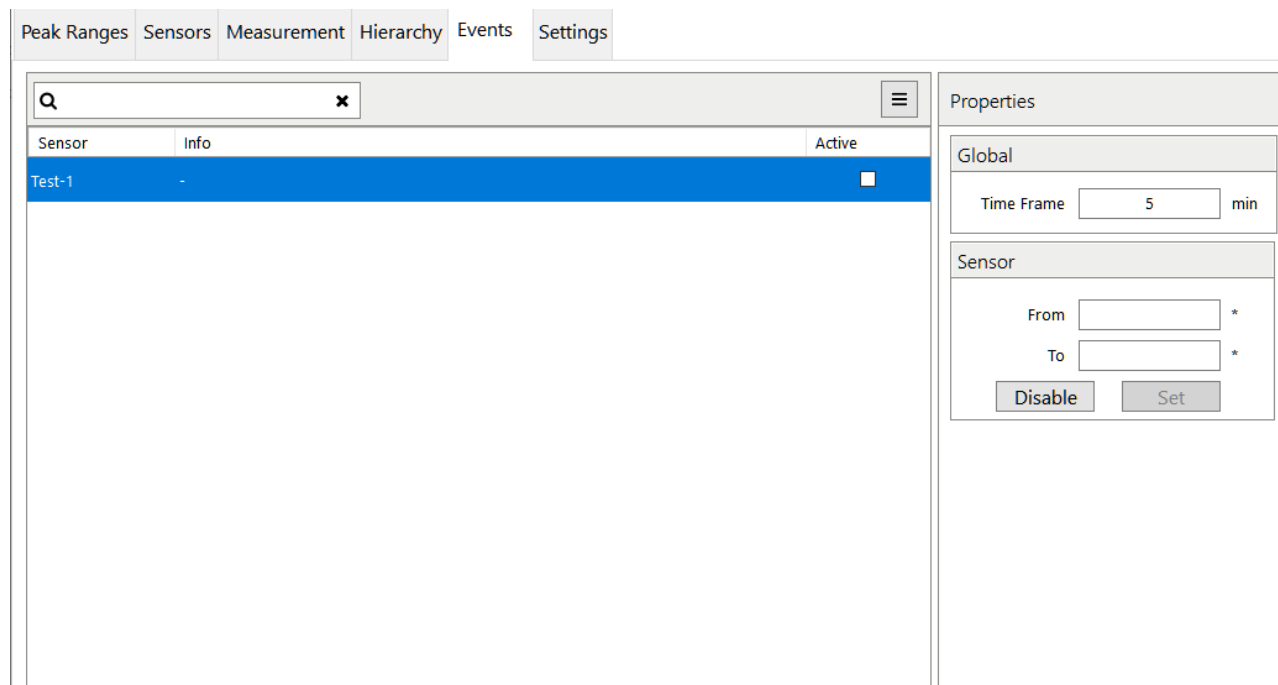 Peak Ranges Sensors Measurement Hierarchy Events Settings
Properties
Sensor Info Active
Test-1 -
Global
Time Frame 5 min
Sensor
From *
To *
Disable Set